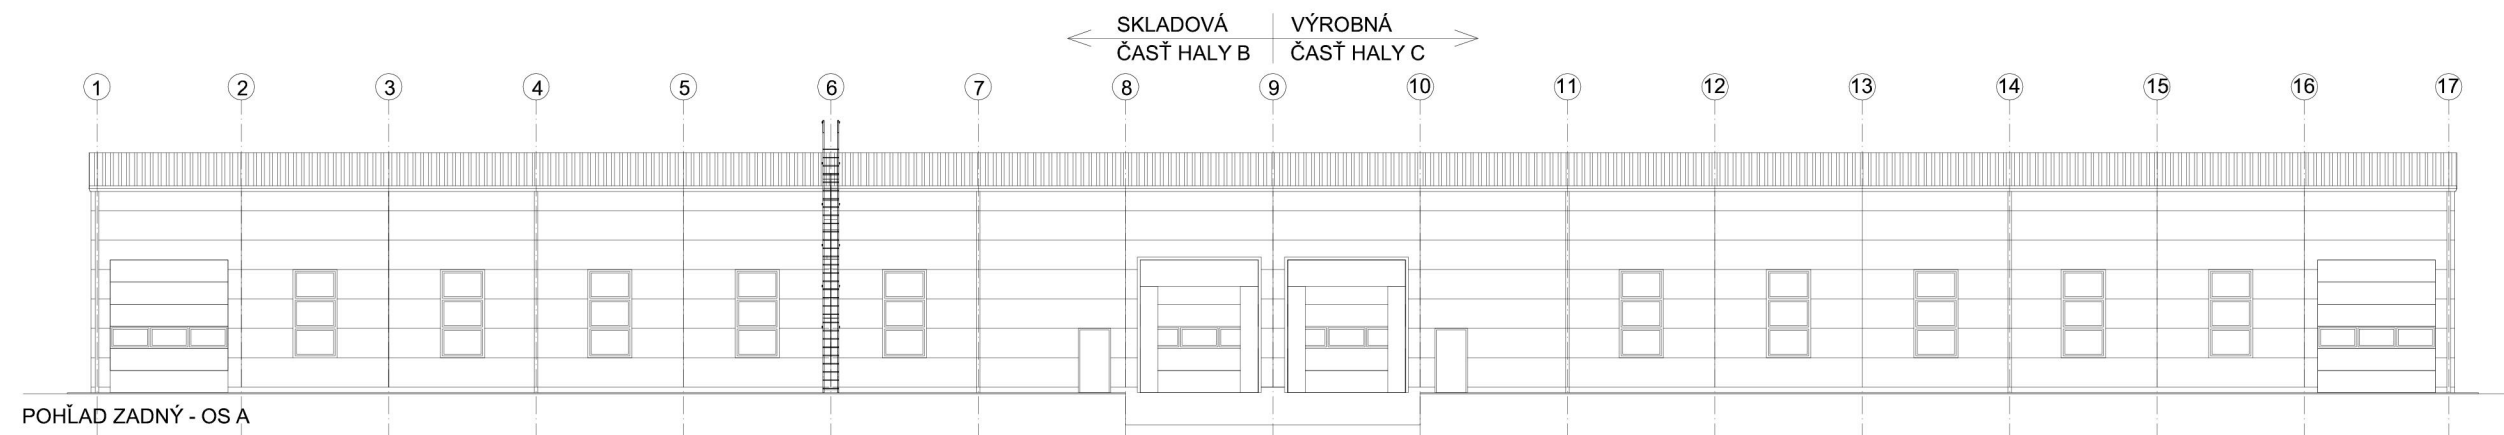 SKLADOVÁ VÝROBNÁ
ČASŤ HALY B ČASŤ HALY C
1 2 3 4 5 6 7 8 9 10 11 12 13 14 15 16 17
POHĽAD ZADNÝ - OS A